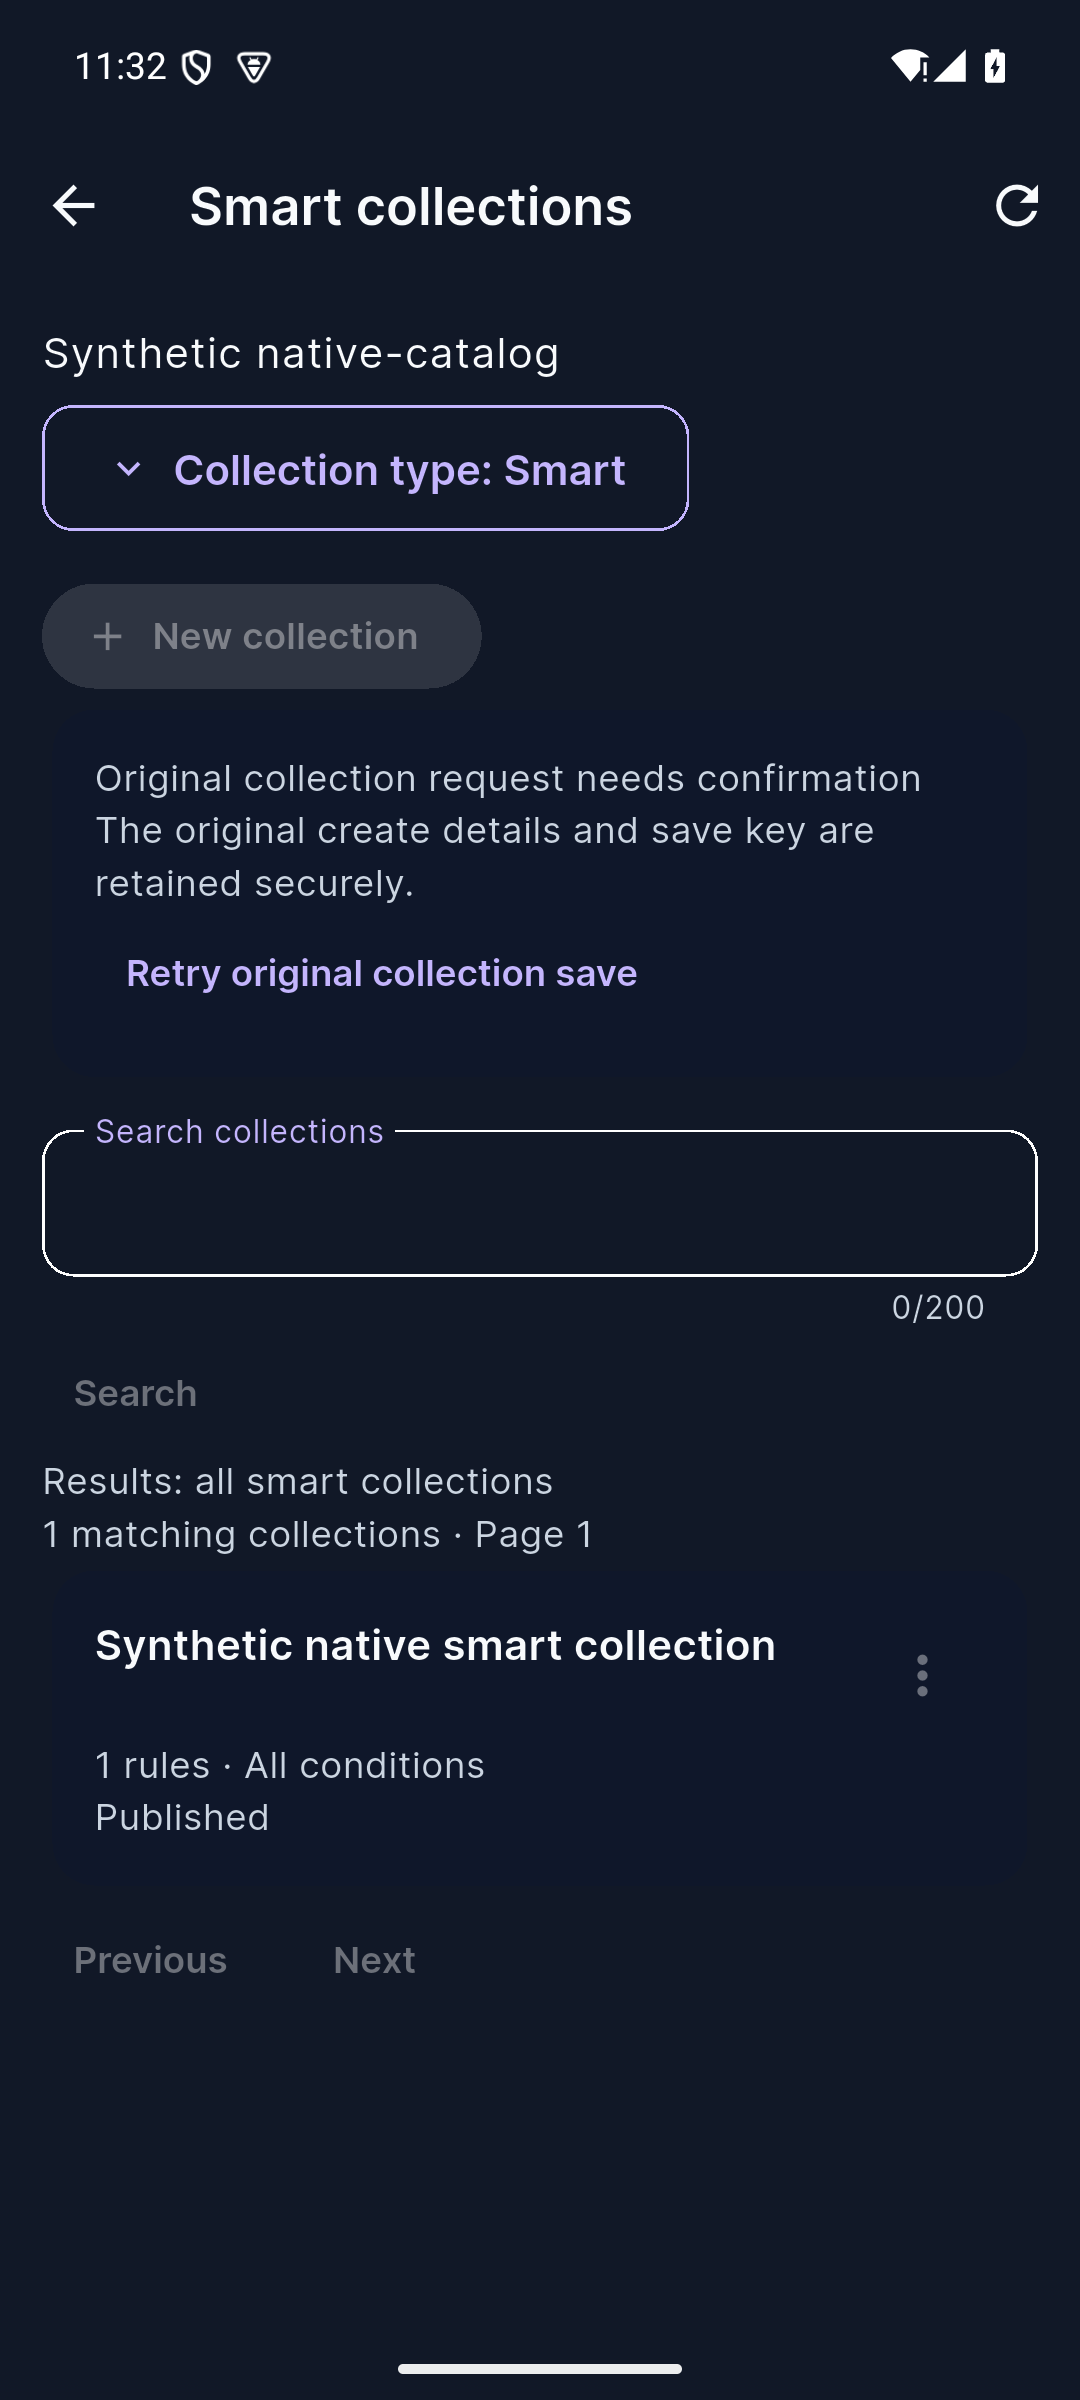 11:32
Smart collections
Synthetic native-catalog
Collection type: Smart
New collection
Original collection request needs confirmation
The original create details and save key are
retained securely.
Retry original collection save
Search collections
0/200
Search
Results: all smart collections
1 matching collections · Page 1
Synthetic native smart collection
1 rules · All conditions
Published
Previous Next